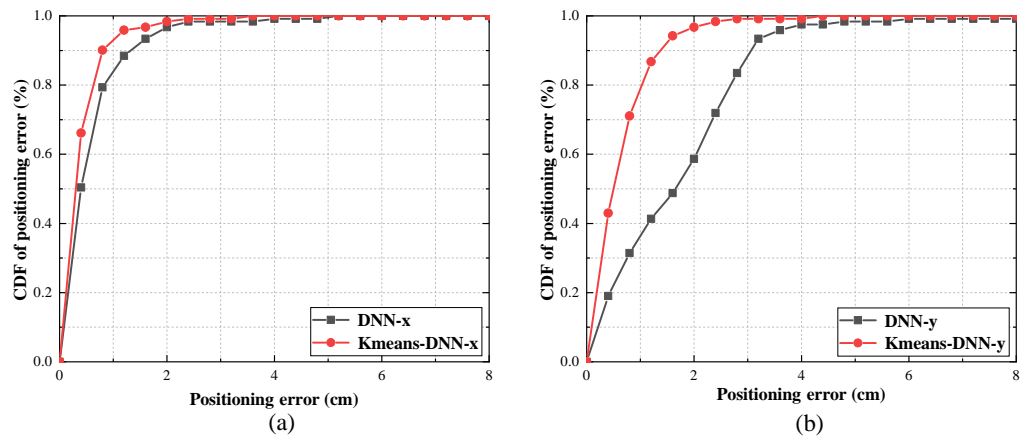 CDF of positioning error (%)
1.0
0.8
0.6
0.4
0.2
0.0
DNN-x
Kmeans-DNN-x
0 2 4 6 8
Positioning error (cm)
(a)
CDF of positioning error (%)
1.0
0.8
0.6
0.4
0.2
0.0
DNN-y
Kmeans-DNN-y
0 2 4 6 8
Positioning error (cm)
(b)